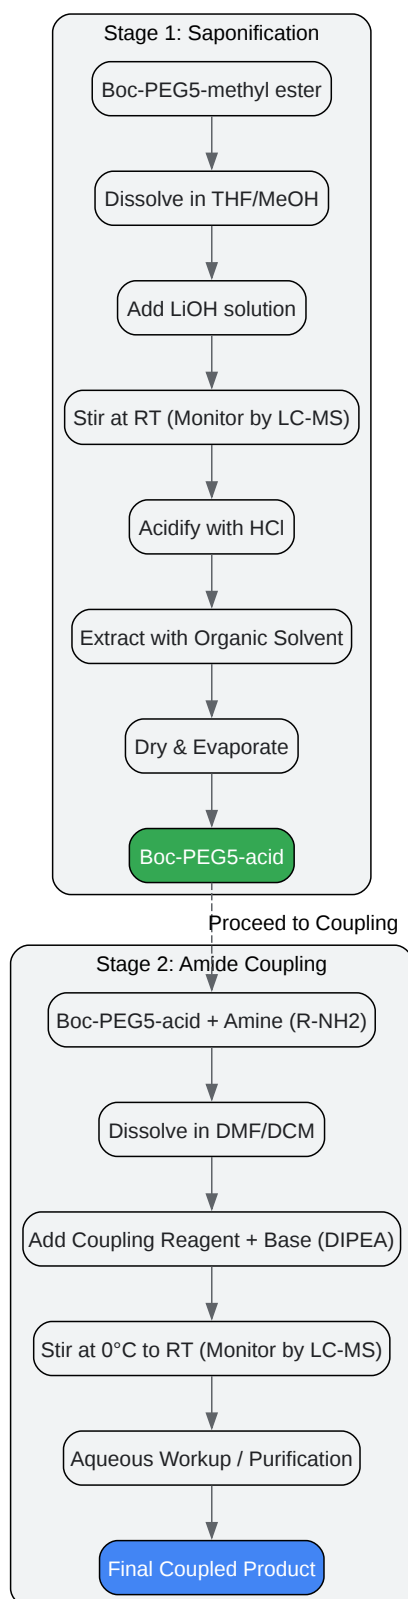 Stage 1: Saponification
Boc-PEG5-methyl ester
Dissolve in THF/MeOH
Add LiOH solution
Stir at RT (Monitor by LC-MS)
Acidify with HCl
Extract with Organic Solvent
Dry & Evaporate
Boc-PEG5-acid
Proceed to Coupling
Stage 2: Amide Coupling
Boc-PEG5-acid + Amine (R-NH2)
Dissolve in DMF/DCM
Add Coupling Reagent + Base (DIPEA)
Stir at 0°C to RT (Monitor by LC-MS)
Aqueous Workup / Purification
Final Coupled Product